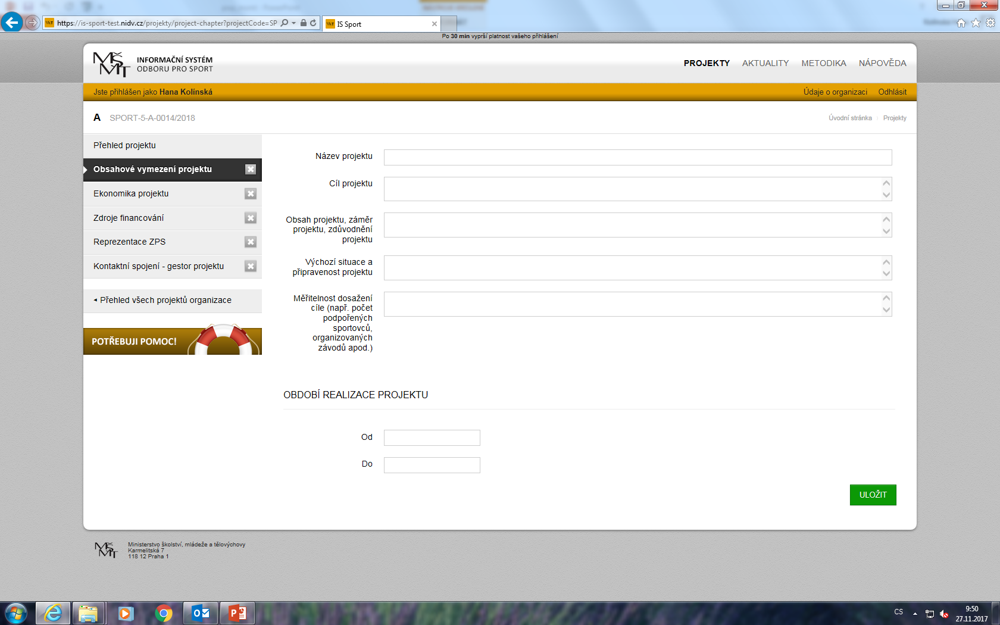 https://is-sport-test.nidv.cz/projekty/project-chapter?projectCode=SP
IS Sport
Po 30 min vyprší platnost vašeho přihlášení
MŠMT
INFORMAČNÍ SYSTÉM
ODBORU PRO SPORT
PROJEKTY AKTUALITY METODIKA NÁPOVĚDA
Jste přihlášen jako Hana Kolínská
Údaje o organizaci Odhlásit
A SPORT-5-A-0014/2018
Úvodní stránka Projekty
Přehled projektu
Obsahové vymezení projektu
Ekonomika projektu
Zdroje financování
Reprezentace ZPS
Kontaktní spojení - gestor projektu
Přehled všech projektů organizace
POTŘEBUJI POMOC!
Název projektu
Cíl projektu
Obsah projektu, záměr
projektu, zdůvodnění
projektu
Výchozí situace a
připravenost projektu
Měřitelnost dosažení
cíle (např. počet
podpořených
sportovců,
organizovaných
závodů apod.)
OBDOBÍ REALIZACE PROJEKTU
Od
Do
ULOŽIT
MŠMT
Ministerstvo školství, mládeže a tělovýchovy
Karmelitská 7
118 12 Praha 1
CS
9:50
27.11.2017